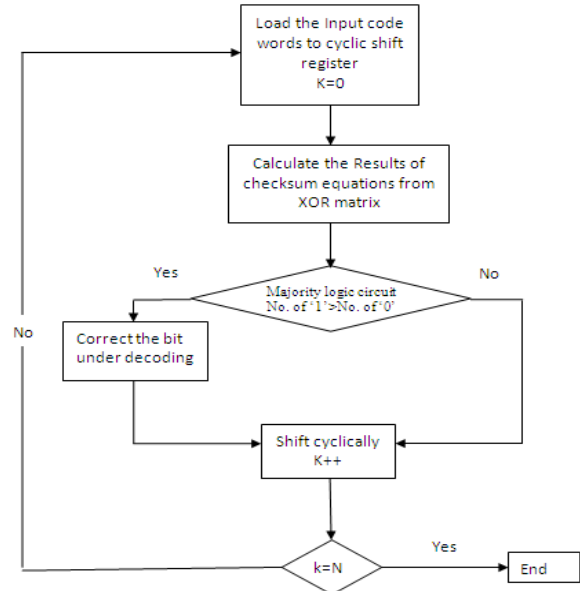 Load the Input code
words to cyclic shift
register
K=0
Calculate the Results of
checksum equations from
XOR matrix
Yes
No
Majority logic circuit
No. of '1'>No. of '0'
No
Correct the bit
under decoding
Shift cyclically
K++
k=N
Yes
End